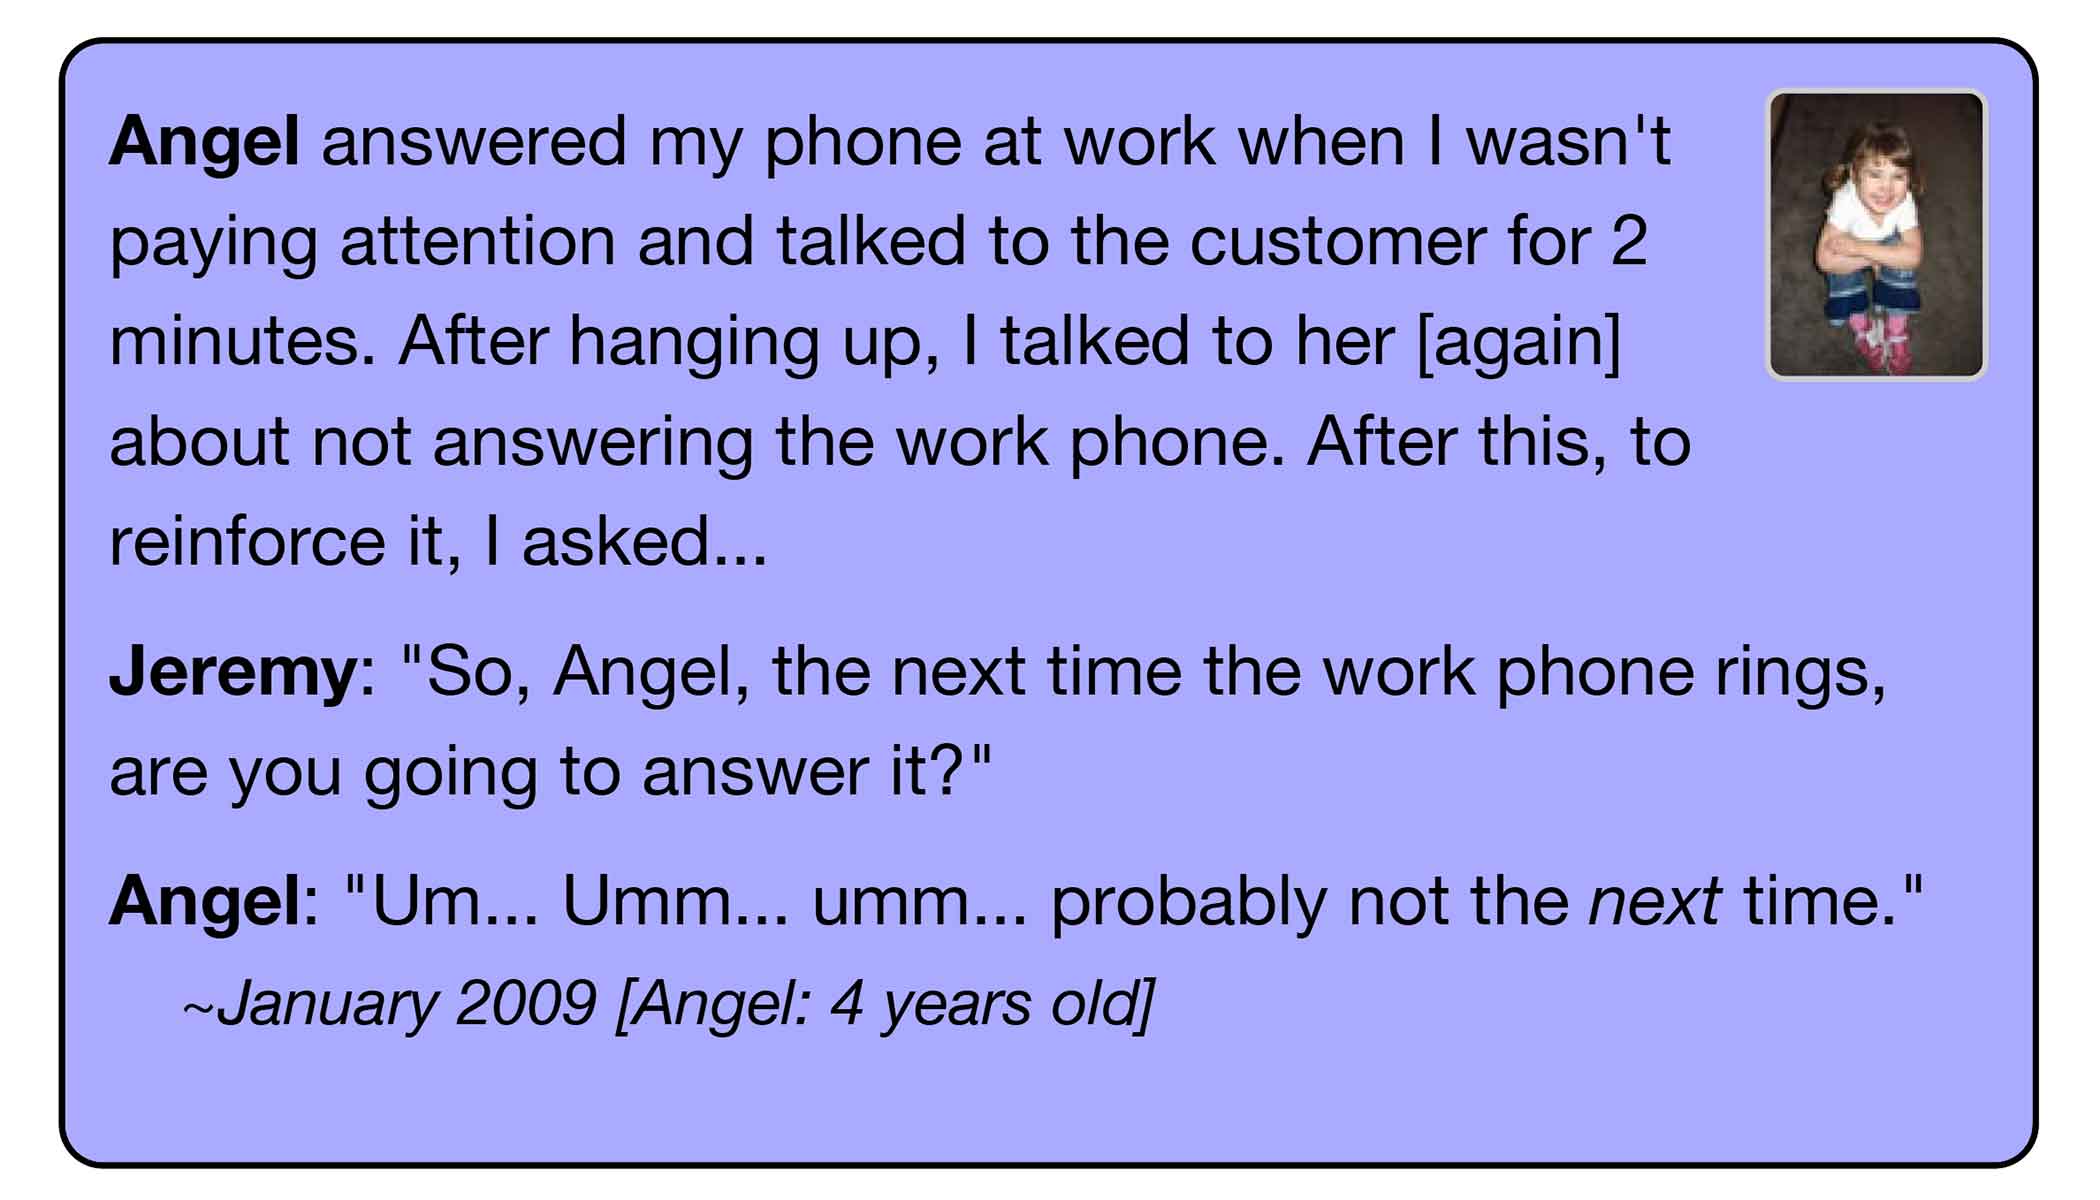 Angel answered my phone at work when I wasn't
paying attention and talked to the customer for 2
minutes. After hanging up, I talked to her [again]
about not answering the work phone. After this, to
reinforce it, I asked...
Jeremy: "So, Angel, the next time the work phone rings,
are you going to answer it?"
Angel: "Um... Umm... umm... probably not the next time."
~January 2009 [Angel: 4 years old]